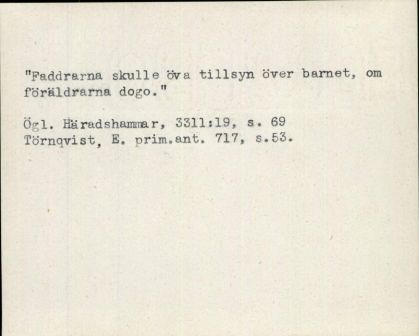 "Faddrarna skulle öva tillsyn över barnet, om
föräldrarna dogo."
Ögl. Häradshammar, 3311:19, s. 69
Törnqvist, E. prim.ant. 717, s.53.